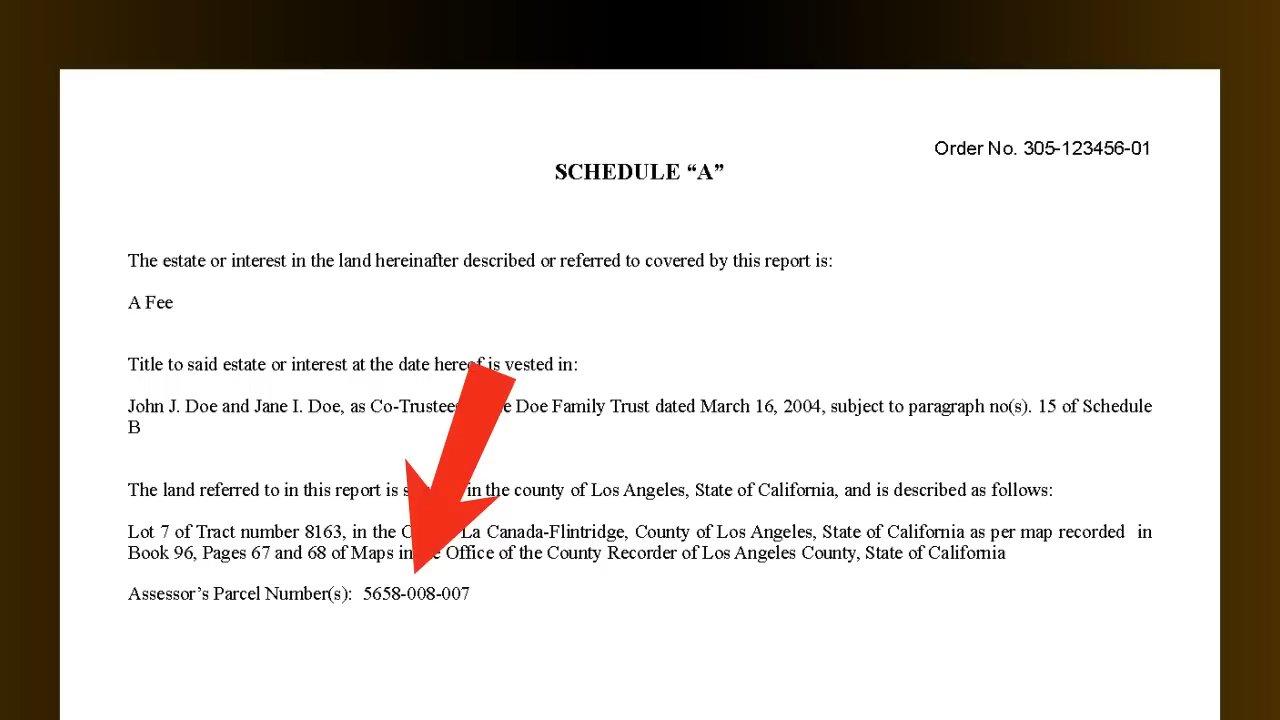 Order No. 305-123456-01
SCHEDULE “A”
The estate or interest in the land hereinafter described or referred to covered by this report is:
A Fee
Title to said estate or interest at the date hereof is vested in:
John J. Doe and Jane I. Doe, as Co-Trustees Doe Family Trust dated March 16, 2004, subject to paragraph no(s). 15 of Schedule
B
The land referred to in this report is in the county of Los Angeles, State of California, and is described as follows:
Lot 7 of Tract number 8163, in the La Canada-Flintridge, County of Los Angeles, State of California as per map recorded in
Book 96, Pages 67 and 68 of Maps in Office of the County Recorder of Los Angeles County, State of California
Assessor’s Parcel Number(s): 5658-008-007